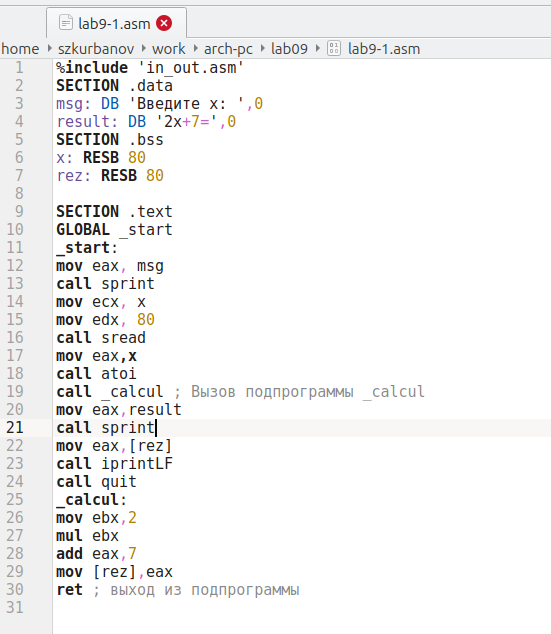 lab9-1.asm
home szkurbanov work arch-pc lab09 lab9-1.asm
1 %include 'in_out.asm'
2 SECTION .data
3 msg: DB 'Введите x: ',0
4 result: DB '2x+7=',0
5 SECTION .bss
6 x: RESB 80
7 rez: RESB 80
8
9 SECTION .text
10 GLOBAL _start
11 _start:
12 mov eax, msg
13 call sprint
14 mov ecx, x
15 mov edx, 80
16 call sread
17 mov eax,x
18 call atoi
19 call _calcul ; Вызов подпрограммы _calcul
20 mov eax,result
21 call sprint
22 mov eax,[rez]
23 call iprintLF
24 call quit
25 _calcul:
26 mov ebx,2
27 mul ebx
28 add eax,7
29 mov [rez],eax
30 ret ; выход из подпрограммы
31